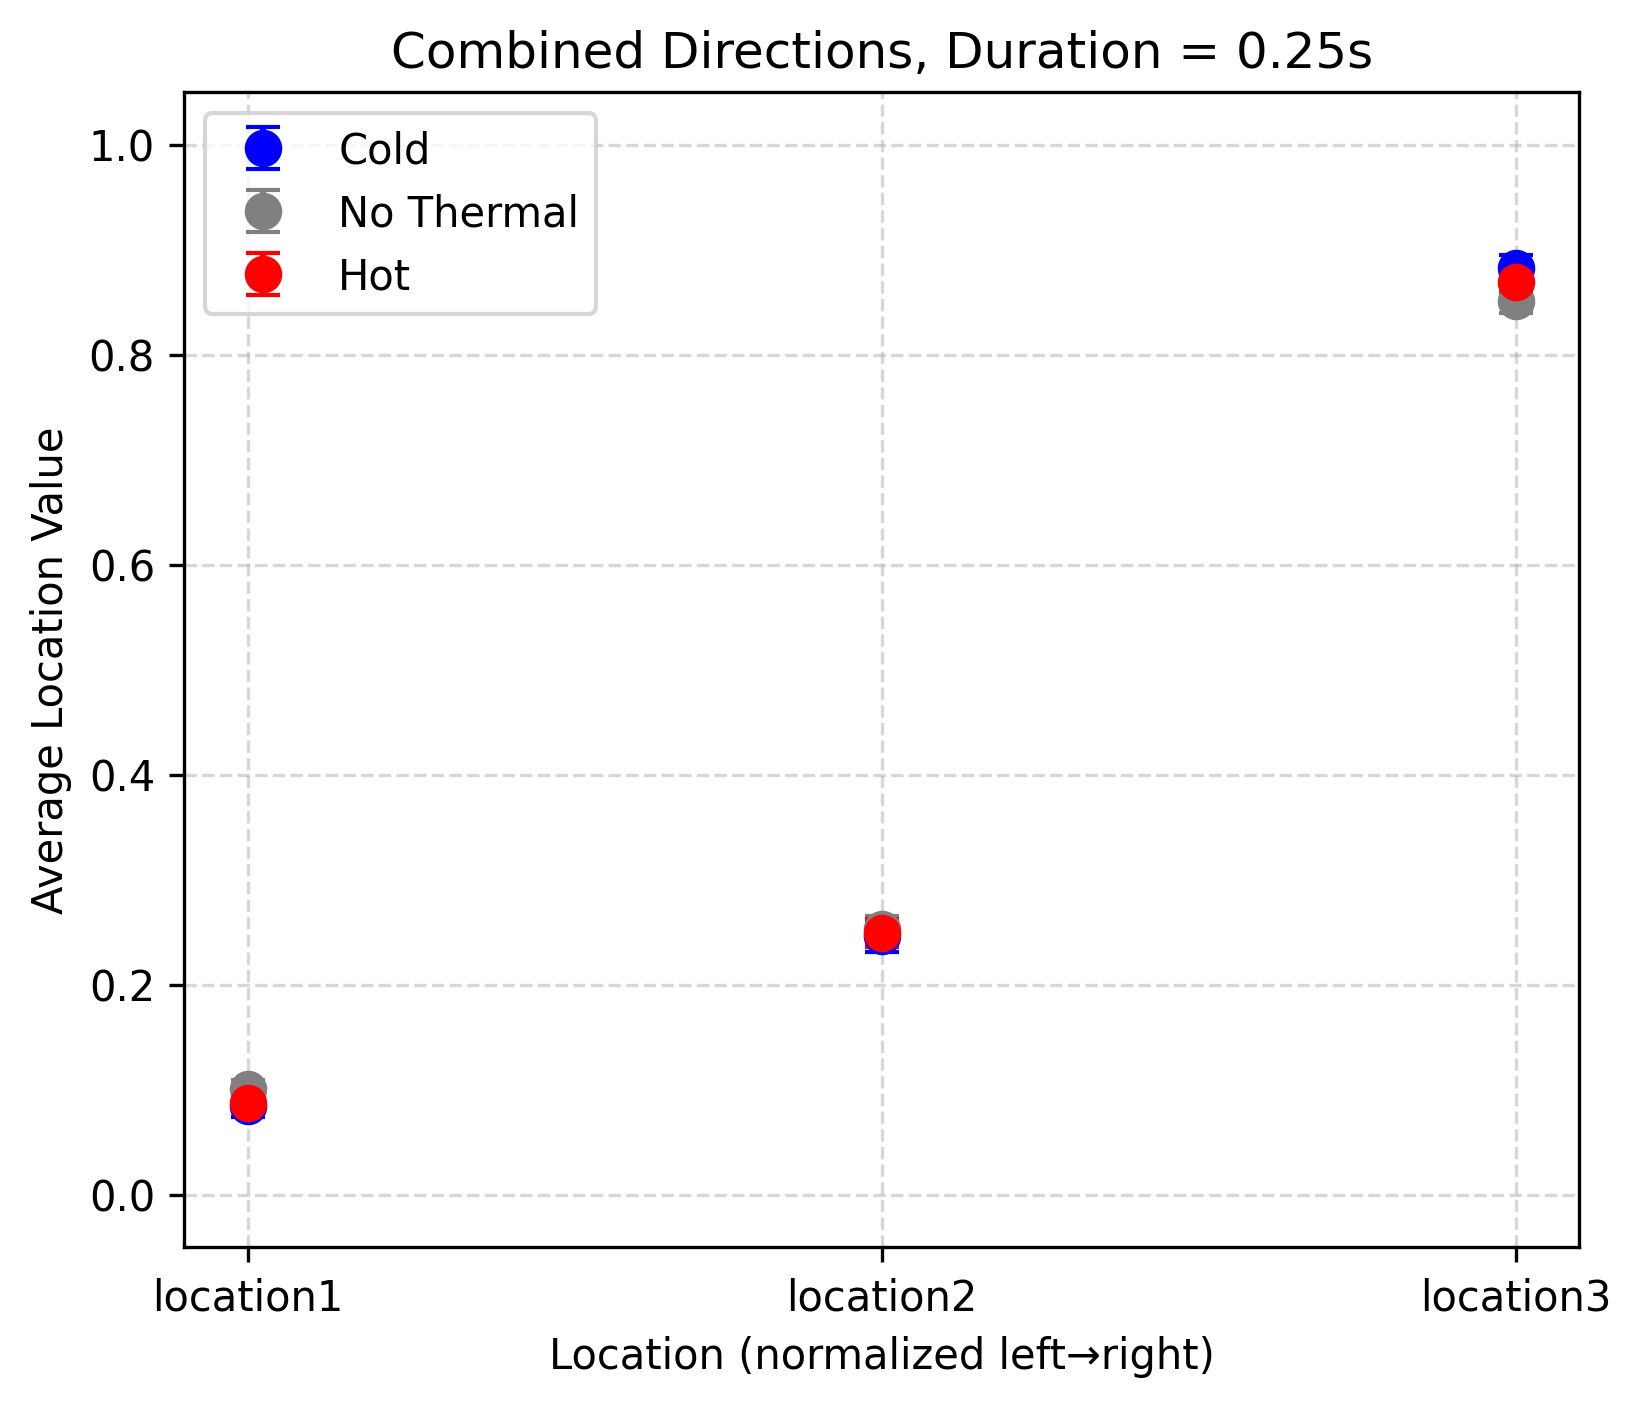 Combined Directions, Duration = 0.25s
Cold
No Thermal
Hot
1.0
0.8
0.6
0.4
0.2
0.0
Average Location Value
location1
location2
location3
Location (normalized left→right)